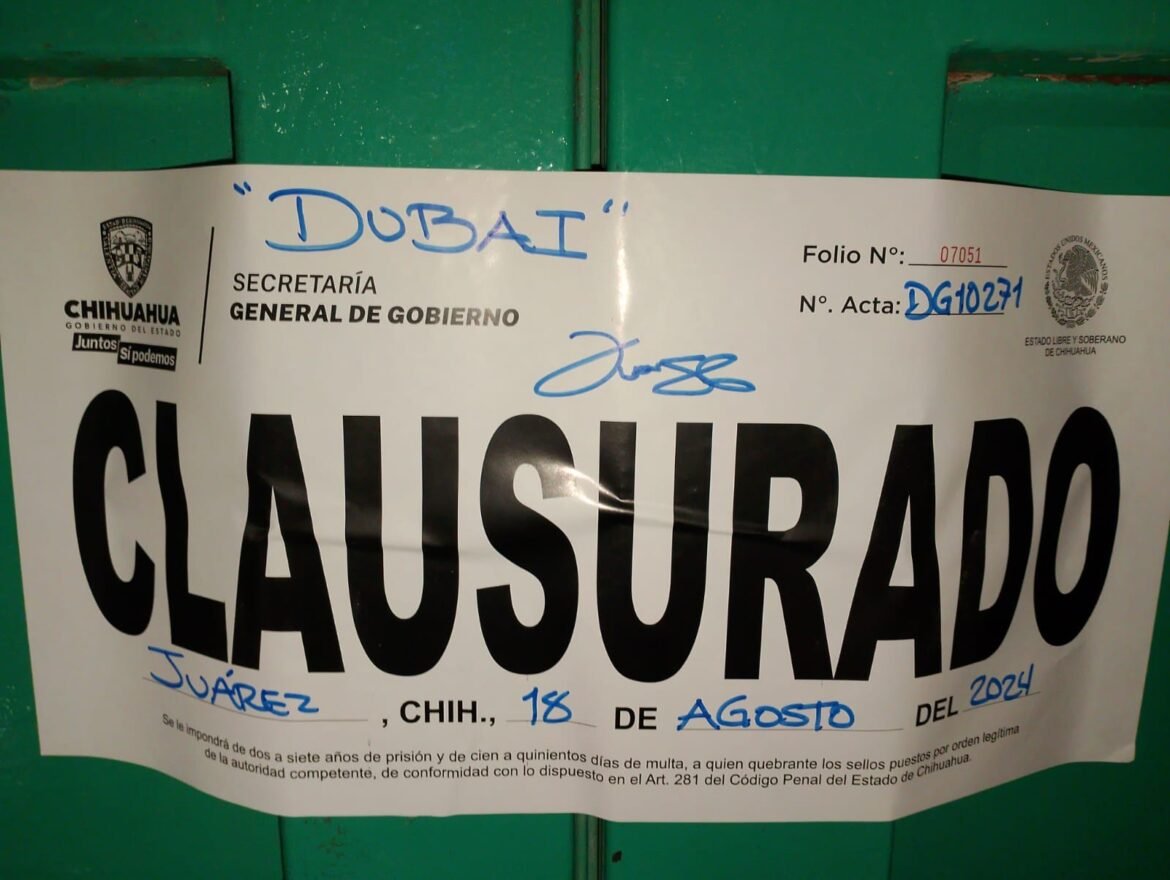 "DUBAI"
CHIHUAHUA
GOBIERNO DEL ESTADO
Juntos Sí podemos
SECRETARÍA
GENERAL DE GOBIERNO
Folio N°: 07051
N°. Acta: DG10271
ESTADOS UNIDOS MEXICANOS
ESTADO LIBRE Y SOBERANO
DE CHIHUAHUA
CLAUSURADO
JUÁREZ, CHIH., 18 DE AGOSTO DEL 2024
Se le impondrá de dos a siete años de prisión y de cien a quinientos días de multa, a quien quebrante los sellos puestos por orden legítima
de la autoridad competente, de conformidad con lo dispuesto en el Art. 281 del Código Penal del Estado de Chihuahua.